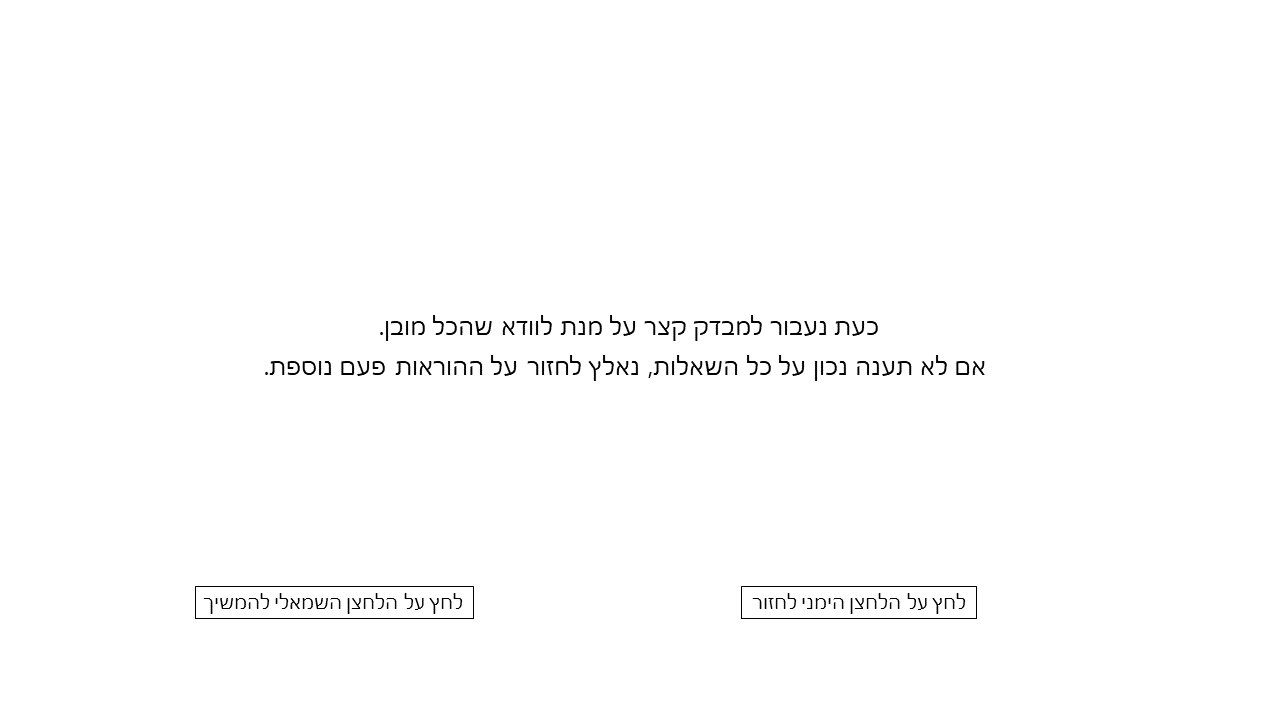 כעת נעבור למבדק קצר על מנת לוודא שהכל מובן.
אם לא תענה נכון על כל השאלות, נאלץ לחזור על ההוראות פעם נוספת.
לחץ על הלחצן הימני לחזור
לחץ על הלחצן השמאלי להמשיך